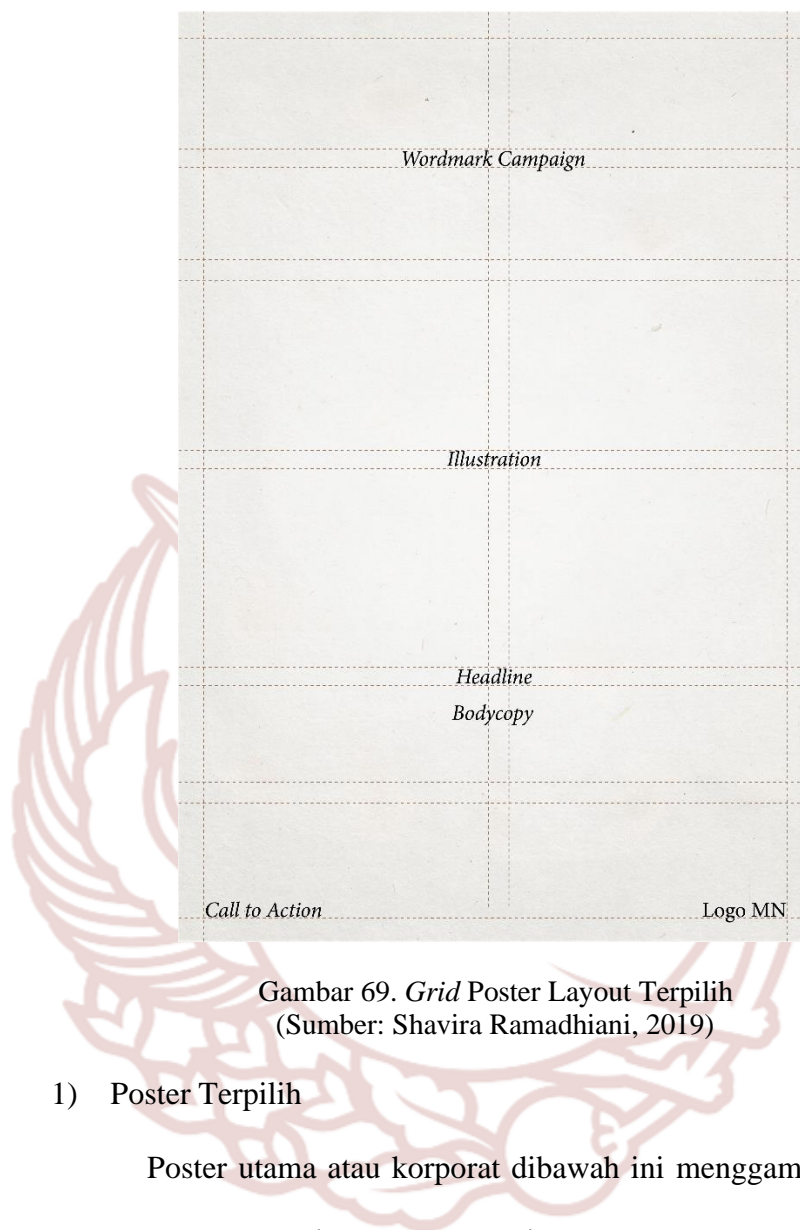 Wordmark Campaign
Illustration
Headline
Bodycopy
Call to Action Logo MN
Gambar 69. Grid Poster Layout Terpilih
(Sumber: Shavira Ramadhiani, 2019)
1) Poster Terpilih
Poster utama atau korporat dibawah ini menggam